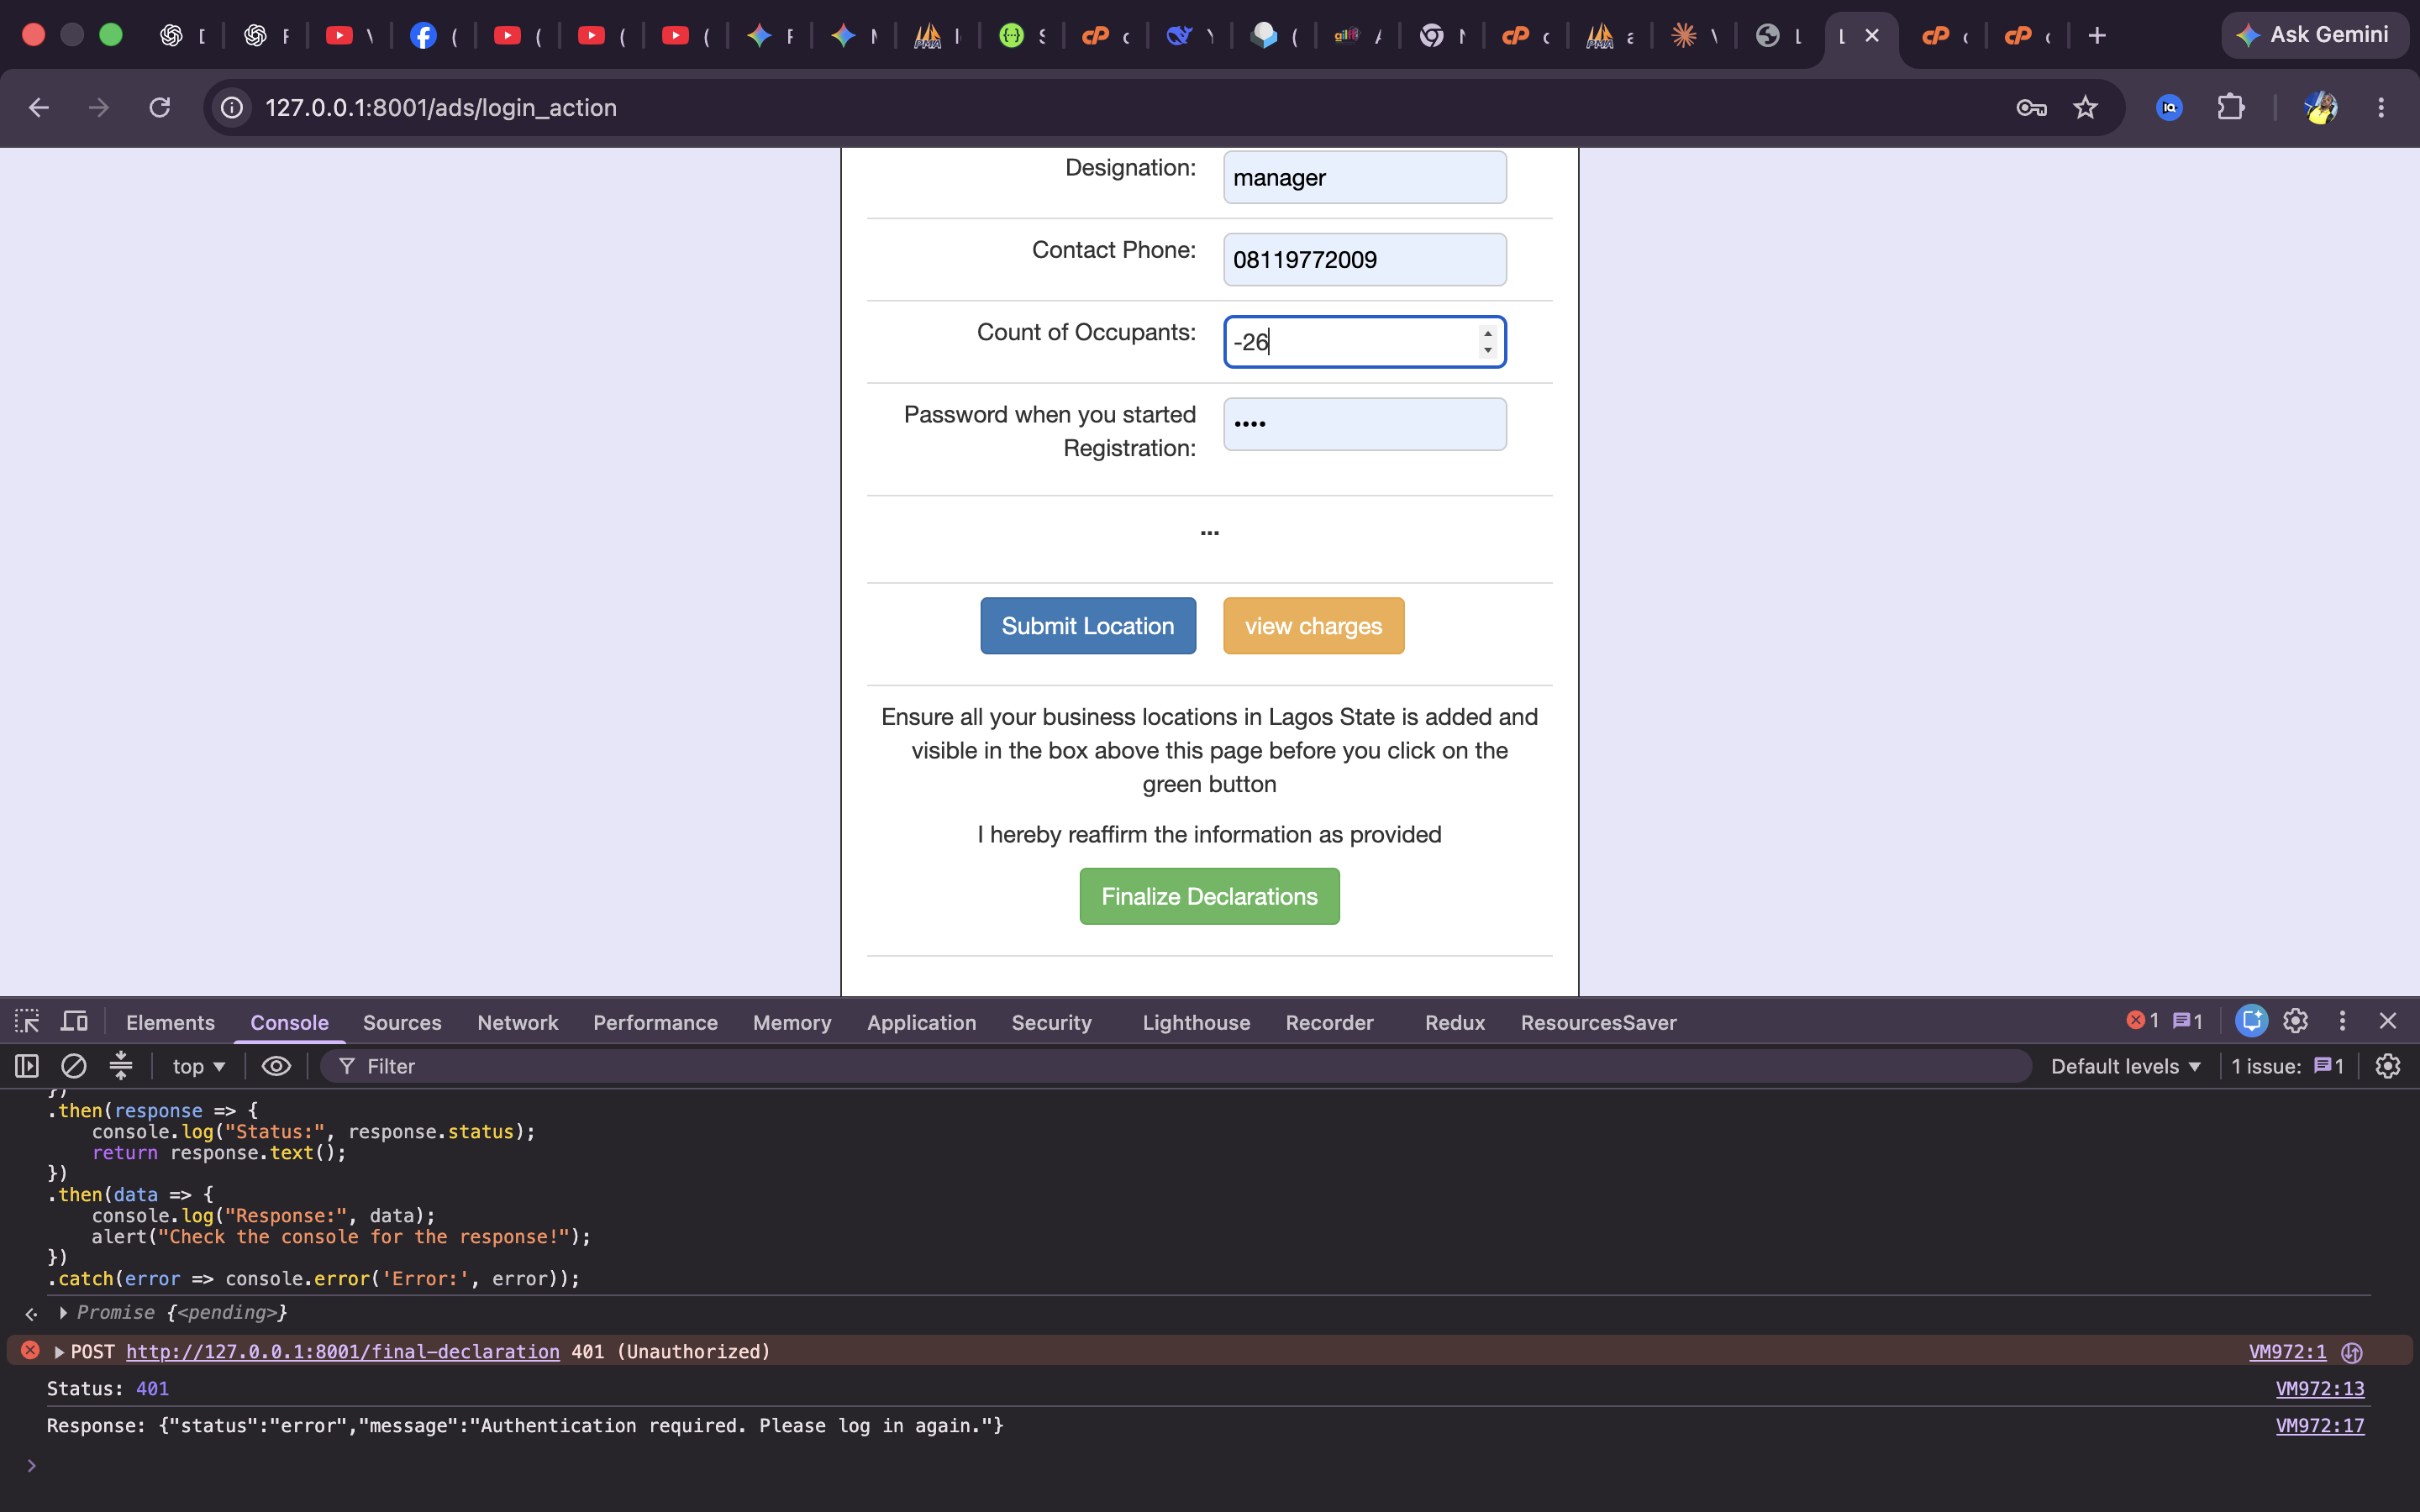 Ask Gemini
127.0.0.1:8001/ads/login_action
Designation:
manager
Contact Phone:
08119772009
Count of Occupants:
-26
Password when you started
Registration:
••••
...
Submit Location
view charges
Ensure all your business locations in Lagos State is added and
visible in the box above this page before you click on the
green button
I hereby reaffirm the information as provided
Finalize Declarations
Elements Console Sources Network Performance Memory Application Security Lighthouse Recorder Redux ResourcesSaver
1 1
top
Filter
Default levels
1 issue: 1
})
.then(response => {
console.log("Status:", response.status);
return response.text();
})
.then(data => {
console.log("Response:", data);
alert("Check the console for the response!");
})
.catch(error => console.error('Error:', error));
Promise {<pending>}
POST http://127.0.0.1:8001/final-declaration 401 (Unauthorized) VM972:1
Status: 401 VM972:13
Response: {"status":"error","message":"Authentication required. Please log in again."} VM972:17